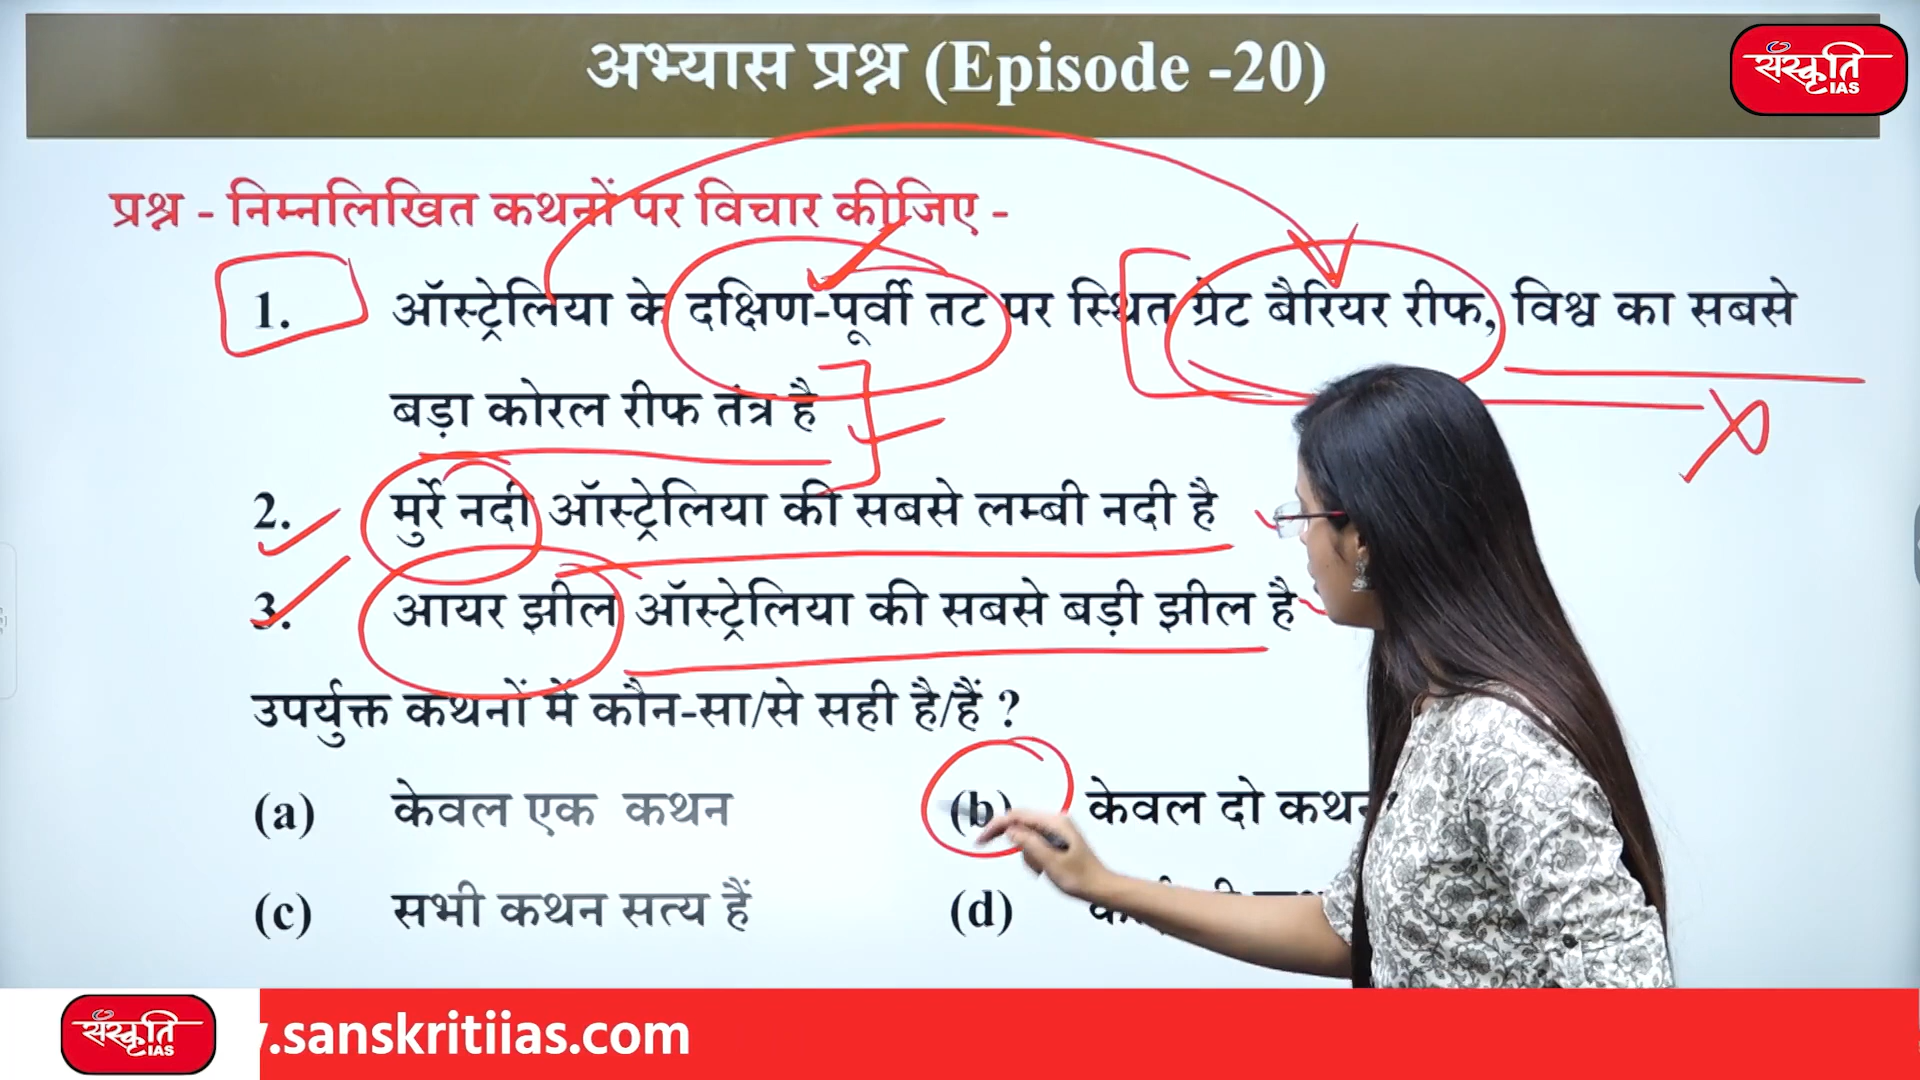 अभ्यास प्रश्न (Episode -20)
संस्कृति
IAS
प्रश्न - निम्नलिखित कथनों पर विचार कीजिए -
1. ऑस्ट्रेलिया के दक्षिण-पूर्वी तट पर स्थित ग्रेट बैरियर रीफ, विश्व का सबसे
बड़ा कोरल रीफ तंत्र है
2. मुर्रे नदी ऑस्ट्रेलिया की सबसे लम्बी नदी है
3. आयर झील ऑस्ट्रेलिया की सबसे बड़ी झील है
उपर्युक्त कथनों में कौन-सा/से सही है/हैं ?
(a) केवल एक कथन (b) केवल दो कथन
(c) सभी कथन सत्य हैं (d)
संस्कृति
IAS
.sanskritiias.com